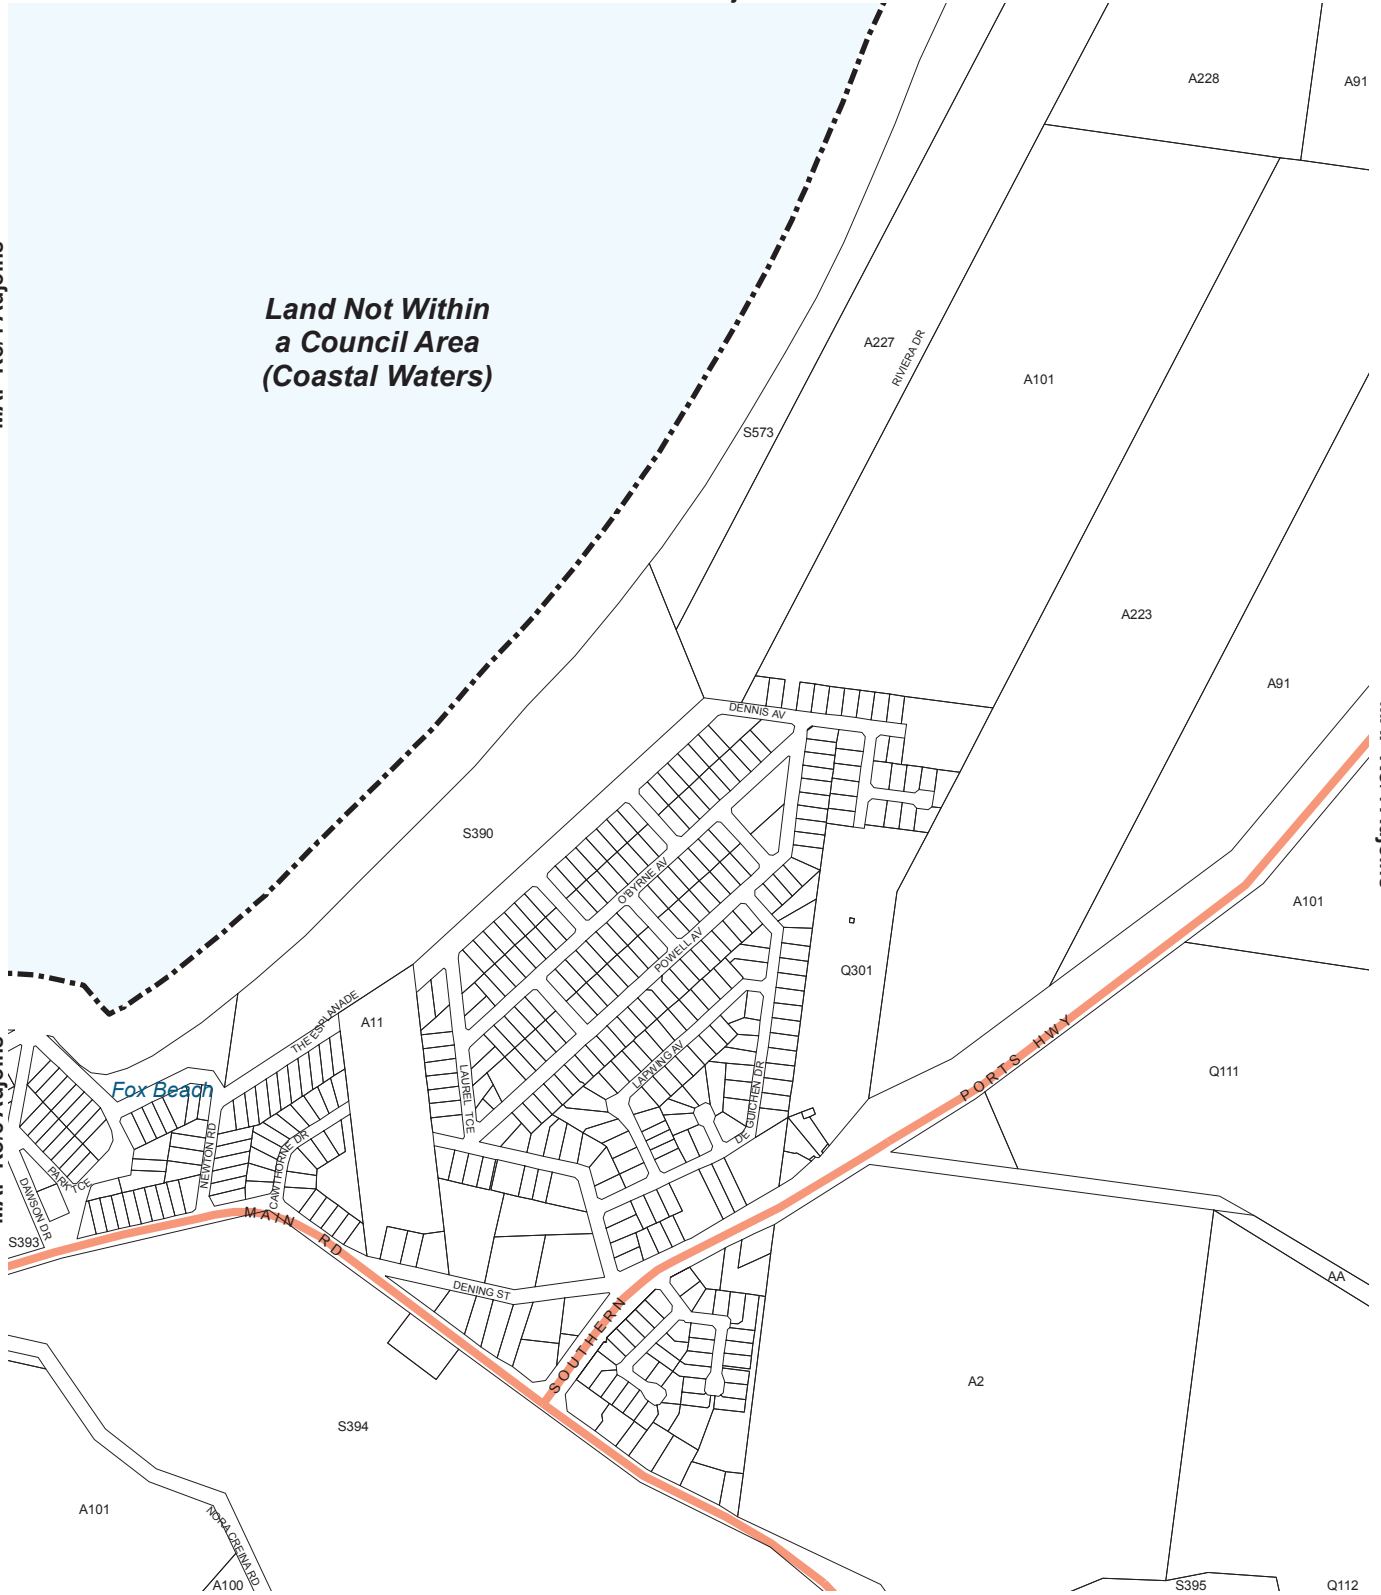 A228
A91
Land Not Within
a Council Area
(Coastal Waters)
A227
RIVIERA DR
A101
S573
A223
A91
DENNIS AV
S390
O'BYRNE AV
A101
POWELL AV
Q301
THE ESPLANADE
A11
PORTS HWY
LAPWING AV
Q111
Fox Beach
LAUREL TCE
DE GUICHEN DR
NEWTON RD
CAWTHORNE DR
PARK TCE
DAWSON DR
MAIN RD
S393
AA
DENING ST
SOUTHERN
A2
S394
A101
NORA CREINA RD
A100
S395
Q112